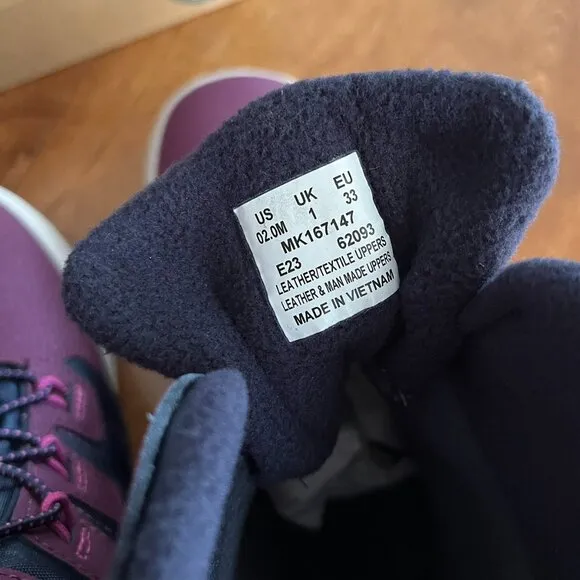 US UK EU
02.0M 1 33
MK167147
E23 62093
LEATHER/TEXTILE UPPERS
LEATHER & MAN MADE UPPERS
MADE IN VIETNAM